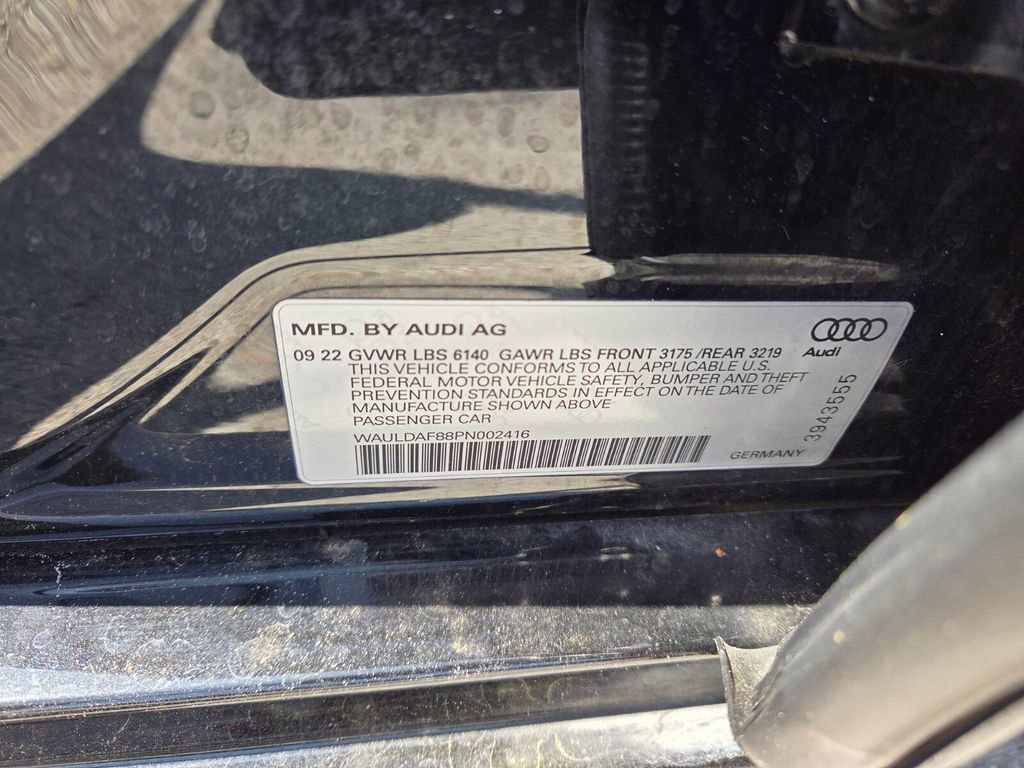 MFD. BY AUDI AG
09 22 GVWR LBS 6140 GAWR LBS FRONT 3175 /REAR 3219
Audi
THIS VEHICLE CONFORMS TO ALL APPLICABLE U.S.
FEDERAL MOTOR VEHICLE SAFETY, BUMPER AND THEFT
PREVENTION STANDARDS IN EFFECT ON THE DATE OF
MANUFACTURE SHOWN ABOVE
PASSENGER CAR
WAULDAF88PN002416
GERMANY
3943555